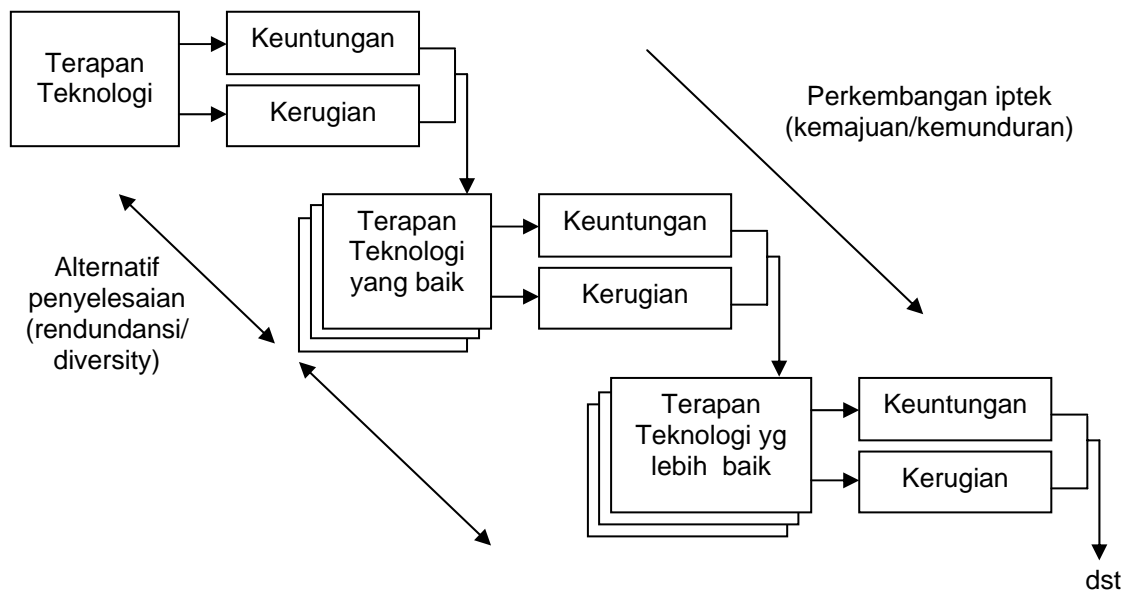 Terapan
Teknologi
Keuntungan
Kerugian
Perkembangan iptek
(kemajuan/kemunduran)
Terapan
Teknologi
yang baik
Keuntungan
Kerugian
Alternatif
penyelesaian
(rendundansi/
diversity)
Terapan
Teknologi yg
lebih baik
Keuntungan
Kerugian
dst